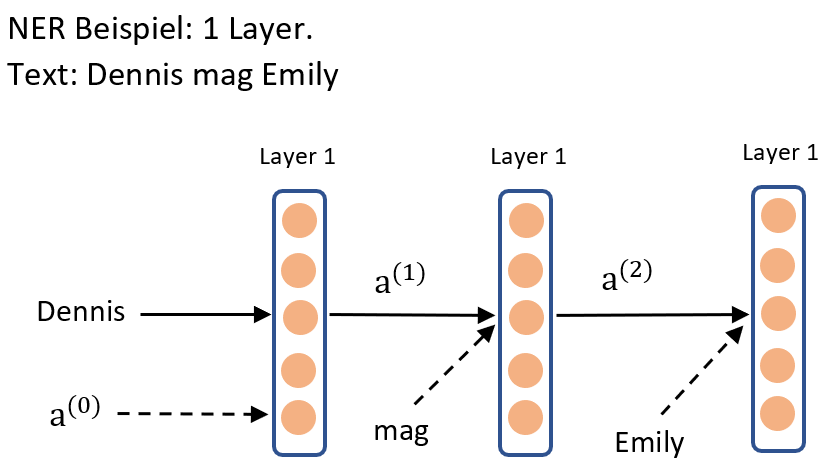 NER Beispiel: 1 Layer.
Text: Dennis mag Emily
Layer 1
Layer 1
Layer 1
a⁽¹⁾
a⁽²⁾
Dennis
a⁽⁰⁾
mag
Emily